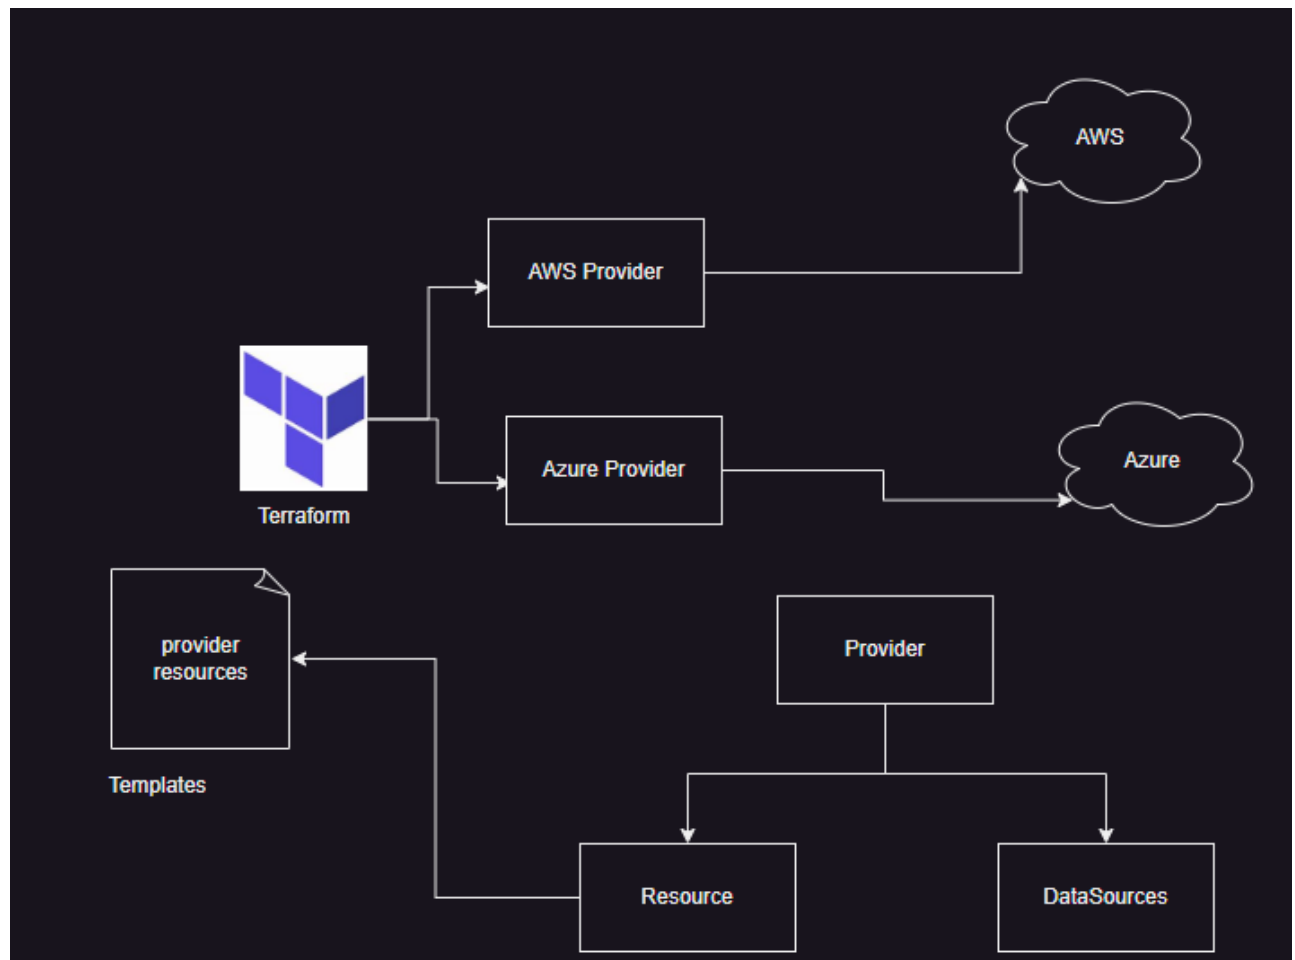 AWS
AWS Provider
Azure Provider
Azure
Terraform
provider
resources
Provider
Templates
Resource
DataSources